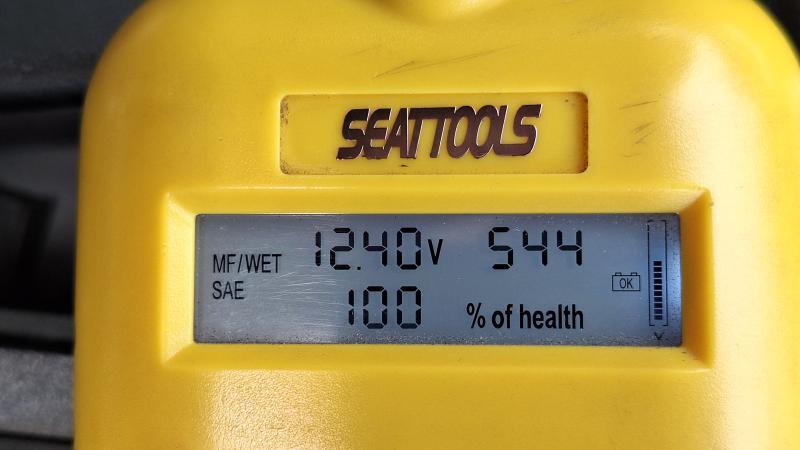 SEATTOOLS
MF/WET 12.40V 544
SAE 100 % of health
OK
V